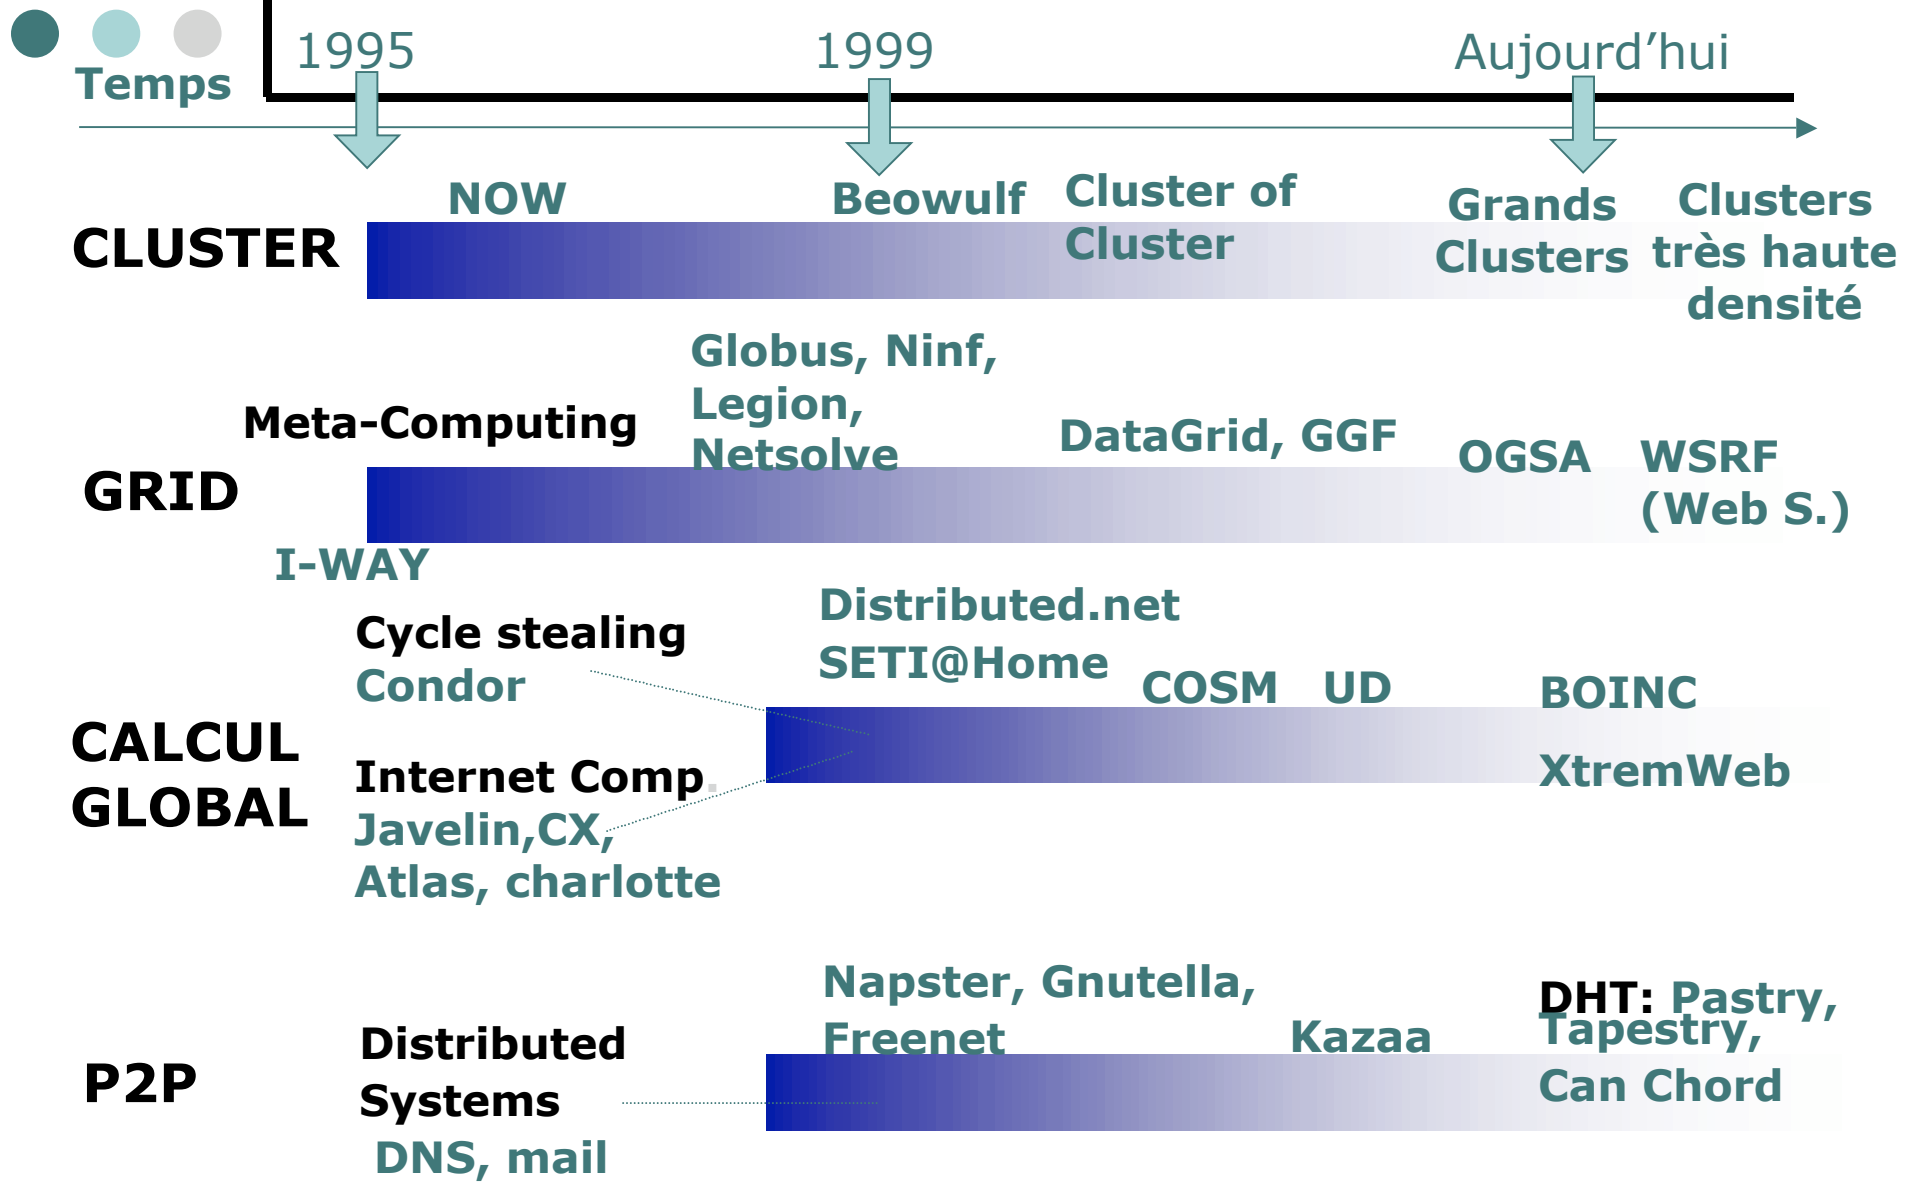 1995
1999
Aujourd’hui
Temps
NOW
Beowulf
Cluster of
Cluster
Grands
Clusters
Clusters
très haute
densité
CLUSTER
Globus, Ninf,
Legion,
Netsolve
Meta-Computing
DataGrid, GGF
OGSA
WSRF
(Web S.)
GRID
I-WAY
Distributed.net
SETI@Home
Cycle stealing
Condor
COSM
UD
BOINC
XtremWeb
CALCUL
GLOBAL
Internet Comp.
Javelin,CX,
Atlas, charlotte
Napster, Gnutella,
Freenet
Kazaa
DHT: Pastry,
Tapestry,
Can Chord
P2P
Distributed
Systems
DNS, mail